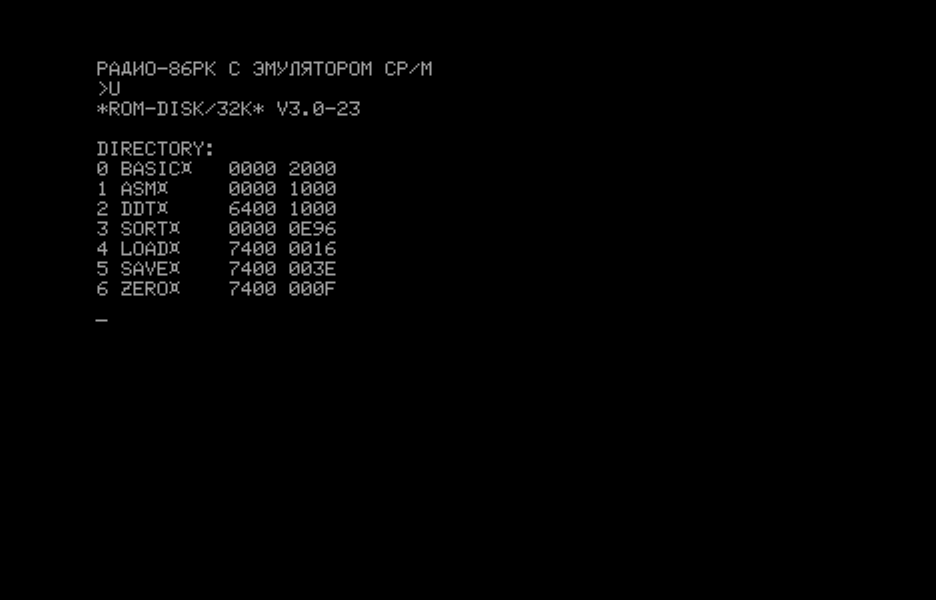 РАДИО-86РК С ЭМУЛЯТОРОМ CP/M
>U
*ROM-DISK/32K* V3.0-23
DIRECTORY:
0 BASIC¤ 0000 2000
1 ASM¤ 0000 1000
2 DDT¤ 6400 1000
3 SORT¤ 0000 0E96
4 LOAD¤ 7400 0016
5 SAVE¤ 7400 003E
6 ZERO¤ 7400 000F
_